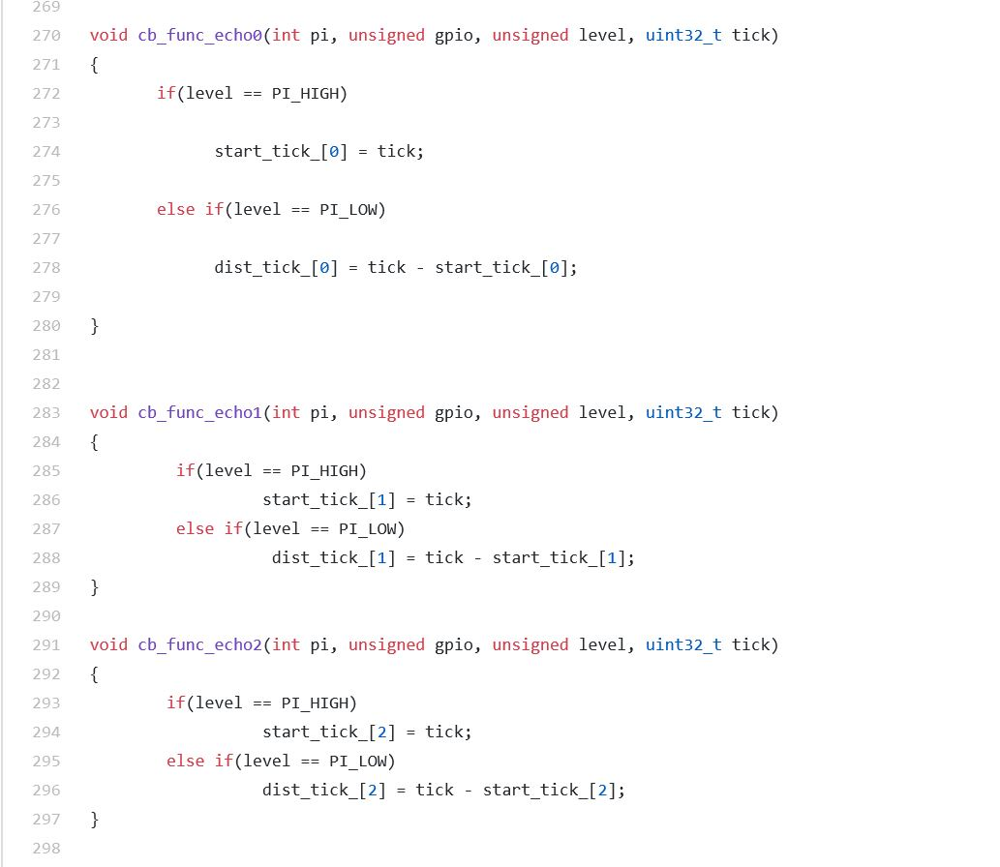 269
270 void cb_func_echo0(int pi, unsigned gpio, unsigned level, uint32_t tick)
271 {
272 if(level == PI_HIGH)
273
274 start_tick_[0] = tick;
275
276 else if(level == PI_LOW)
277
278 dist_tick_[0] = tick - start_tick_[0];
279
280 }
281
282
283 void cb_func_echo1(int pi, unsigned gpio, unsigned level, uint32_t tick)
284 {
285 if(level == PI_HIGH)
286 start_tick_[1] = tick;
287 else if(level == PI_LOW)
288 dist_tick_[1] = tick - start_tick_[1];
289 }
290
291 void cb_func_echo2(int pi, unsigned gpio, unsigned level, uint32_t tick)
292 {
293 if(level == PI_HIGH)
294 start_tick_[2] = tick;
295 else if(level == PI_LOW)
296 dist_tick_[2] = tick - start_tick_[2];
297 }
298